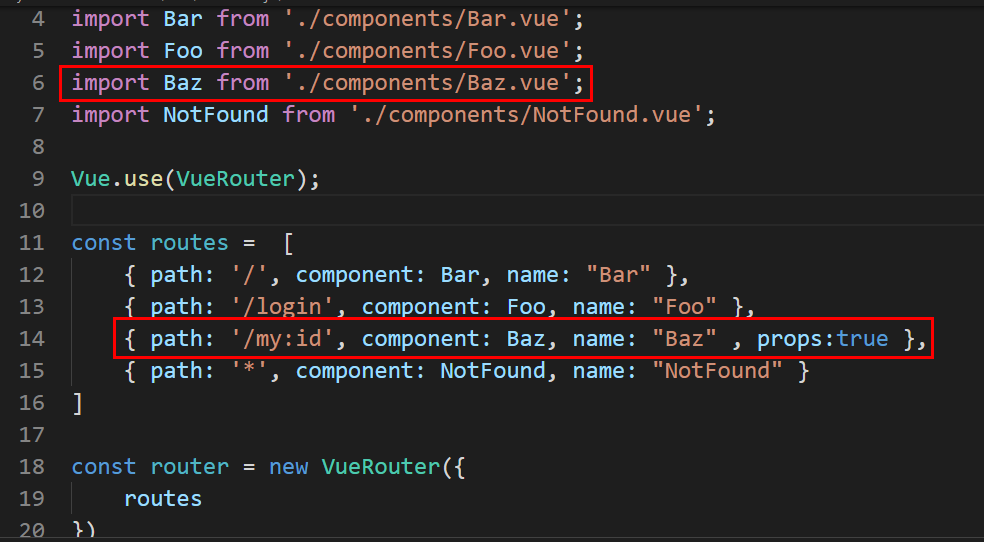 4 import Bar from './components/Bar.vue';
5 import Foo from './components/Foo.vue';
6 import Baz from './components/Baz.vue';
7 import NotFound from './components/NotFound.vue';
8
9 Vue.use(VueRouter);
10
11 const routes =  [
12     { path: '/', component: Bar, name: "Bar" },
13     { path: '/login', component: Foo, name: "Foo" },
14     { path: '/my:id', component: Baz, name: "Baz" , props:true },
15     { path: '*', component: NotFound, name: "NotFound" }
16 ]
17
18 const router = new VueRouter({
19     routes
20 })